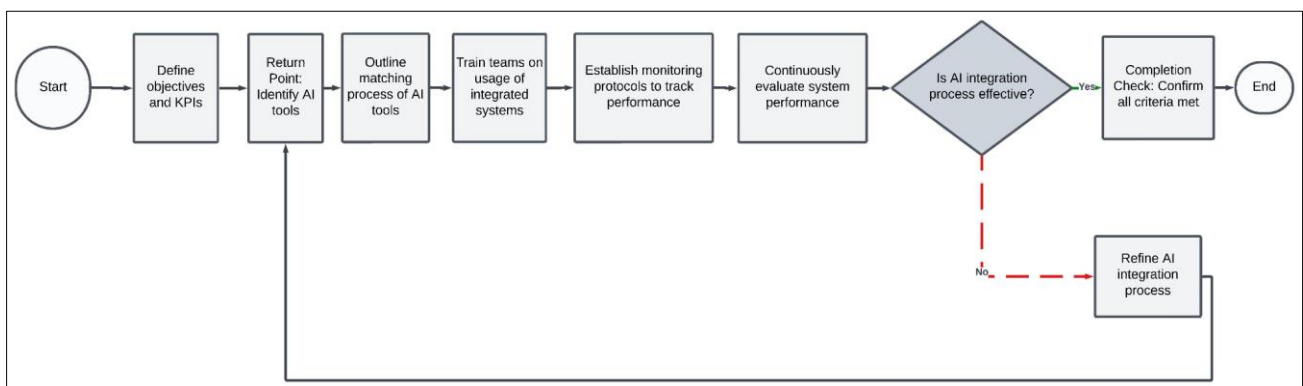 Start
Define
objectives
and KPIs
Return
Point:
Identify AI
tools
Outline
matching
process of AI
tools
Train teams on
usage of
integrated
systems
Establish monitoring
protocols to track
performance
Continuously
evaluate system
performance
Is AI integration
process effective?
Yes
Completion
Check: Confirm
all criteria met
End
No
Refine AI
integration
process